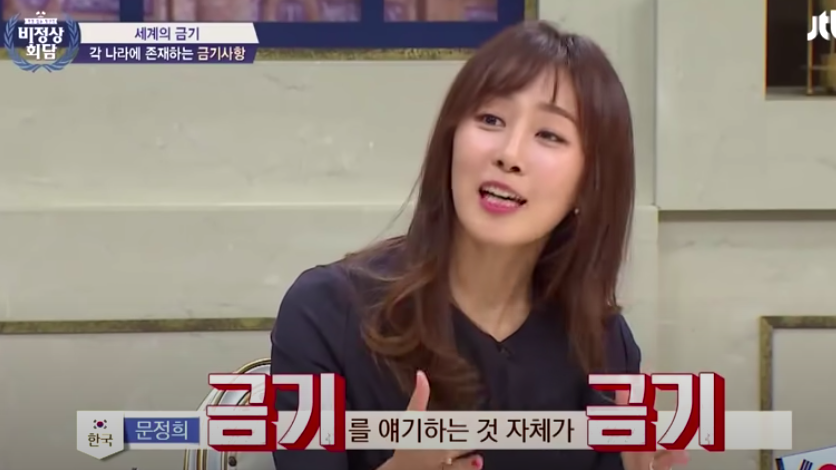 비정상
회담
세계의 금기
각 나라에 존재하는 금기사항
jtb
한국
문정희
금기를 얘기하는 것 자체가 금기